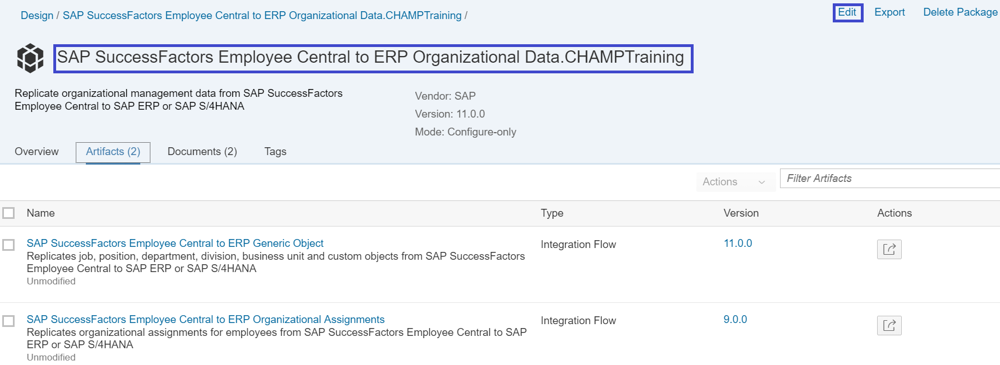 Design / SAP SuccessFactors Employee Central to ERP Organizational Data.CHAMPTraining /
Edit Export Delete Package
SAP SuccessFactors Employee Central to ERP Organizational Data.CHAMPTraining
Replicate organizational management data from SAP SuccessFactors
Employee Central to SAP ERP or SAP S/4HANA
Vendor: SAP
Version: 11.0.0
Mode: Configure-only
Overview Artifacts (2) Documents (2) Tags
Actions Filter Artifacts
Name Type Version Actions
SAP SuccessFactors Employee Central to ERP Generic Object Integration Flow 11.0.0
Replicates job, position, department, division, business unit and custom objects from SAP SuccessFactors
Employee Central to SAP ERP or SAP S/4HANA
Unmodified
SAP SuccessFactors Employee Central to ERP Organizational Assignments Integration Flow 9.0.0
Replicates organizational assignments for employees from SAP SuccessFactors Employee Central to SAP
ERP or SAP S/4HANA
Unmodified